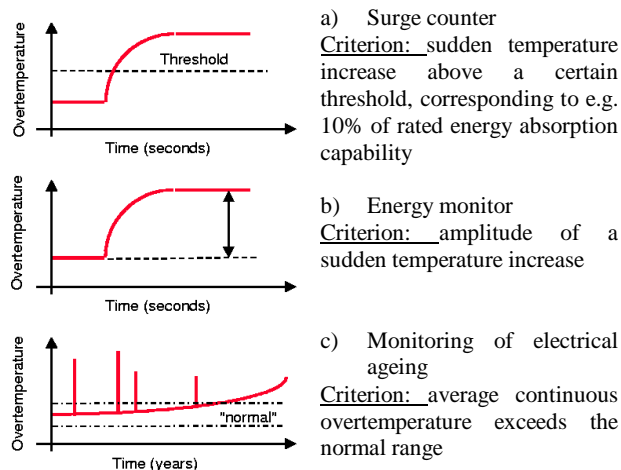 Overtemperature
Threshold
Time (seconds)
a) Surge counter
Criterion: sudden temperature
increase above a certain
threshold, corresponding to e.g.
10% of rated energy absorption
capability
Overtemperature
Time (seconds)
b) Energy monitor
Criterion: amplitude of a
sudden temperature increase
Overtemperature
"normal"
Time (years)
c) Monitoring of electrical
ageing
Criterion: average continuous
overtemperature exceeds the
normal range